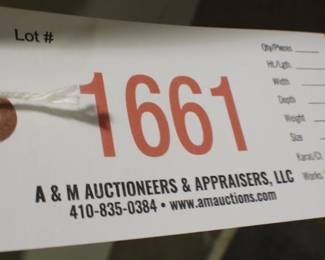 Lot #
1661
Qty/Pieces
Ht./Lgth.
Width
Depth
Weight
Size
Karat/Ct.
Works
A & M AUCTIONEERS & APPRAISERS, LLC
410-835-0384 • www.amauctions.com